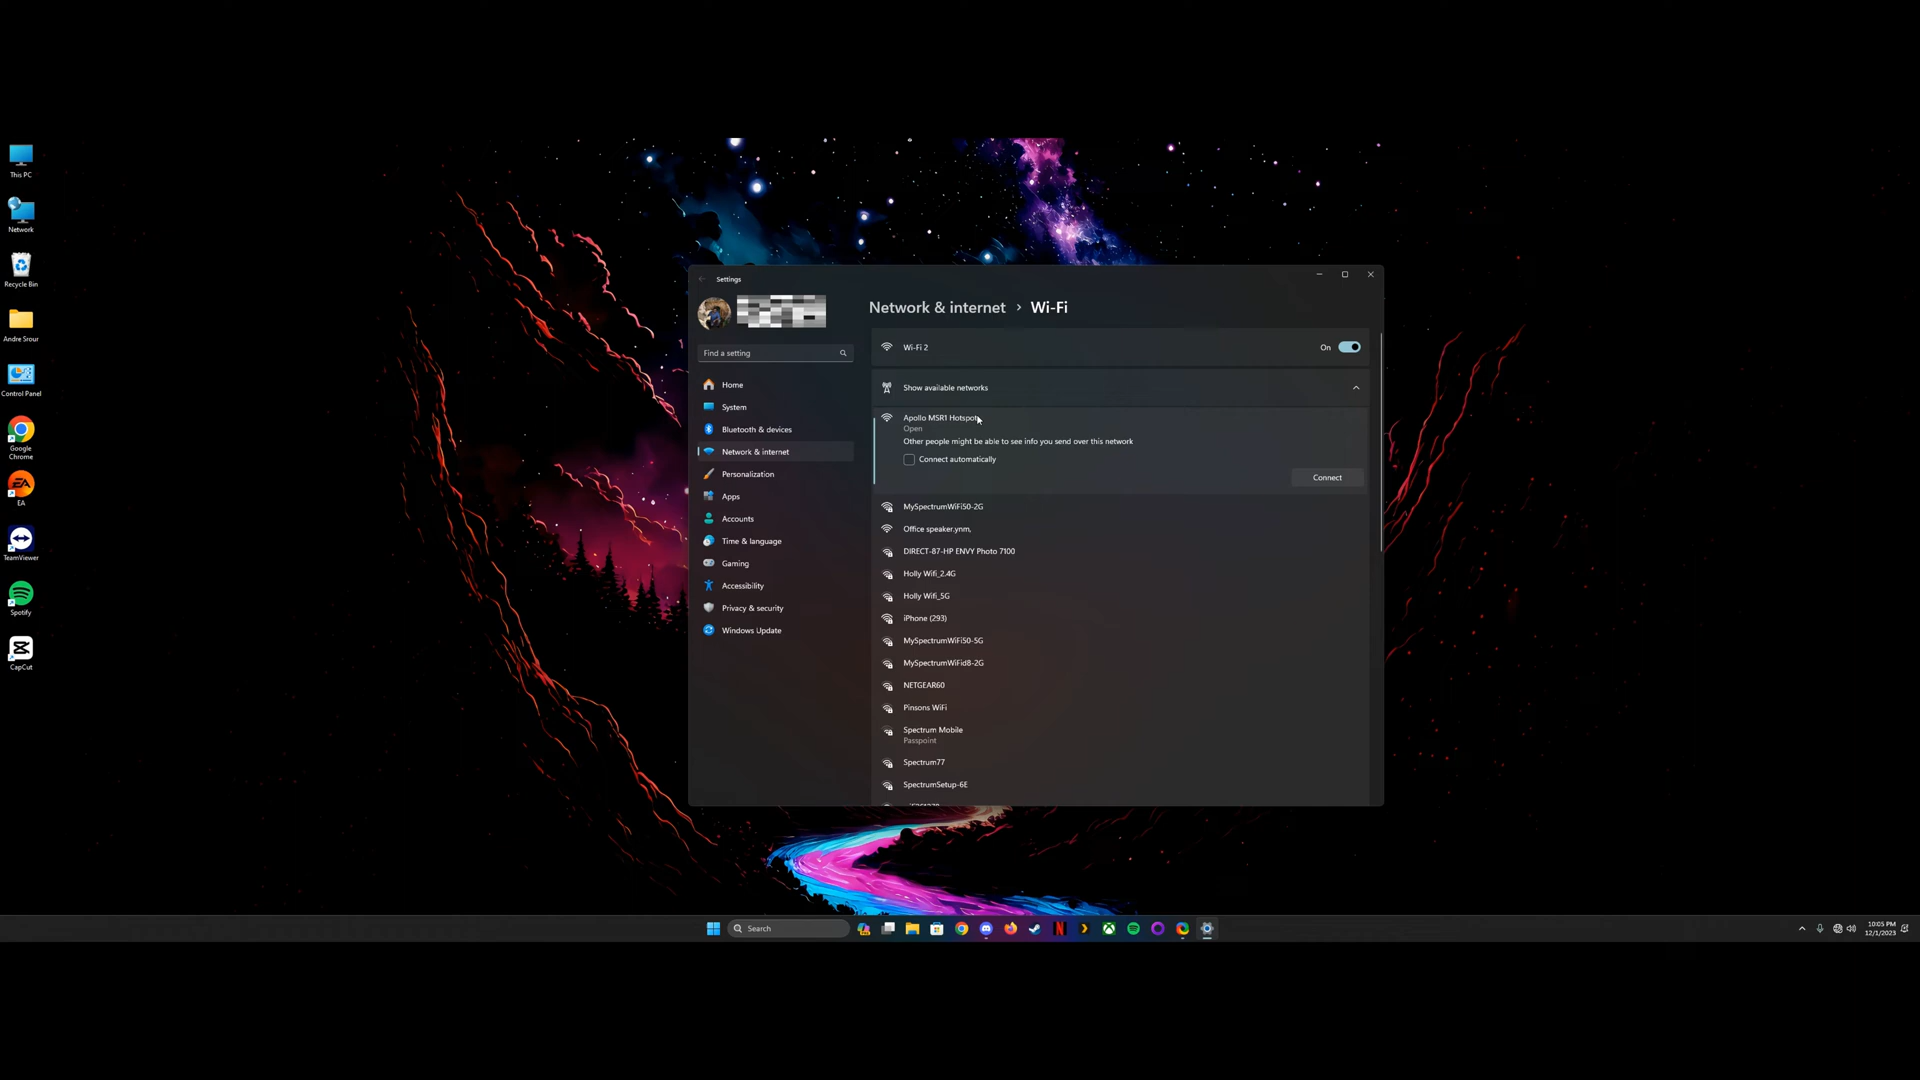 This PC
Network
Recycle Bin
Andre Srour
Control Panel
Google
Chrome
EA
EA
TeamViewer
Spotify
CapCut
Settings
Find a setting
Home
System
Bluetooth & devices
Network & internet
Personalization
Apps
Accounts
Time & language
Gaming
Accessibility
Privacy & security
Windows Update
Network & internet > Wi-Fi
Wi-Fi 2
On
Show available networks
Apollo MSR1 Hotspot
Open
Other people might be able to see info you send over this network
Connect automatically
Connect
MySpectrumWiFi50-2G
Office speaker.ynm,
DIRECT-87-HP ENVY Photo 7100
Holly Wifi_2.4G
Holly Wifi_5G
iPhone (293)
MySpectrumWiFi50-5G
MySpectrumWiFid8-2G
NETGEAR60
Pinsons WiFi
Spectrum Mobile
Passpoint
Spectrum77
SpectrumSetup-6E
Search
10:05 PM
12/1/2023